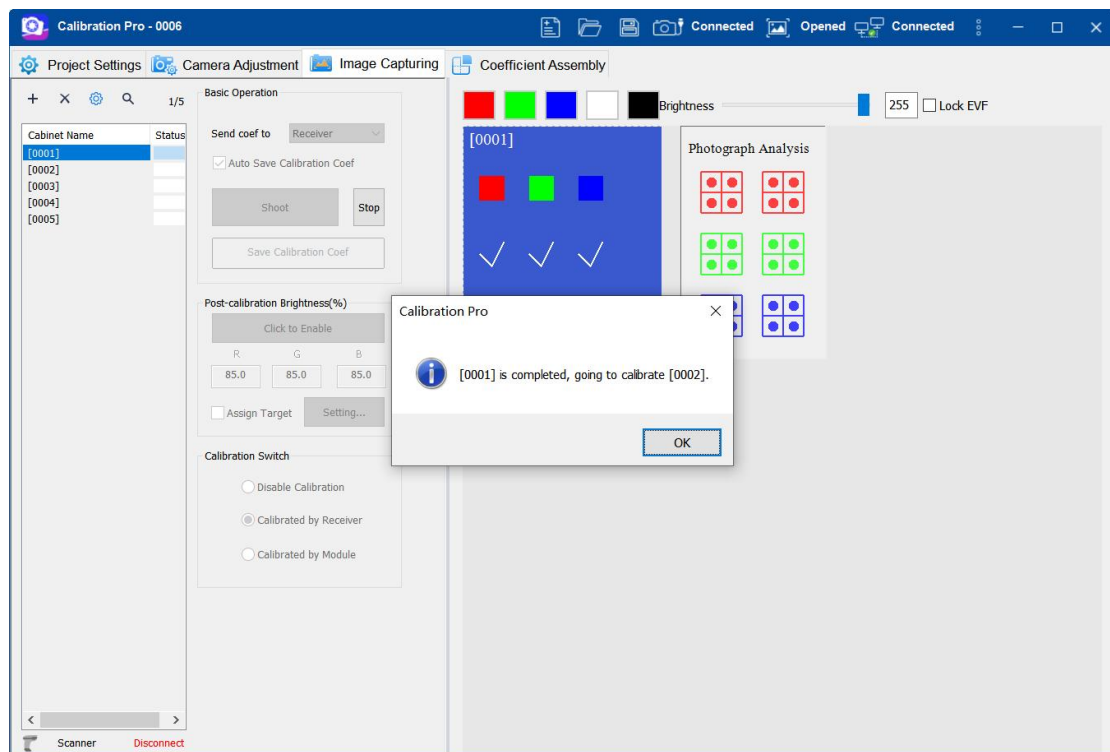 Calibration Pro - 0006
Connected
Opened
Connected
Project Settings
Camera Adjustment
Image Capturing
Coefficient Assembly
1/5
Cabinet Name Status
[0001]
[0002]
[0003]
[0004]
[0005]
Scanner Disconnect
Basic Operation
Send coef to Receiver
Auto Save Calibration Coef
Shoot Stop
Save Calibration Coef
Post-calibration Brightness(%)
Click to Enable
R G B
85.0 85.0 85.0
Assign Target Setting...
Calibration Switch
Disable Calibration
Calibrated by Receiver
Calibrated by Module
Brightness 255 Lock EVF
[0001]
Photograph Analysis
Calibration Pro
[0001] is completed, going to calibrate [0002].
OK